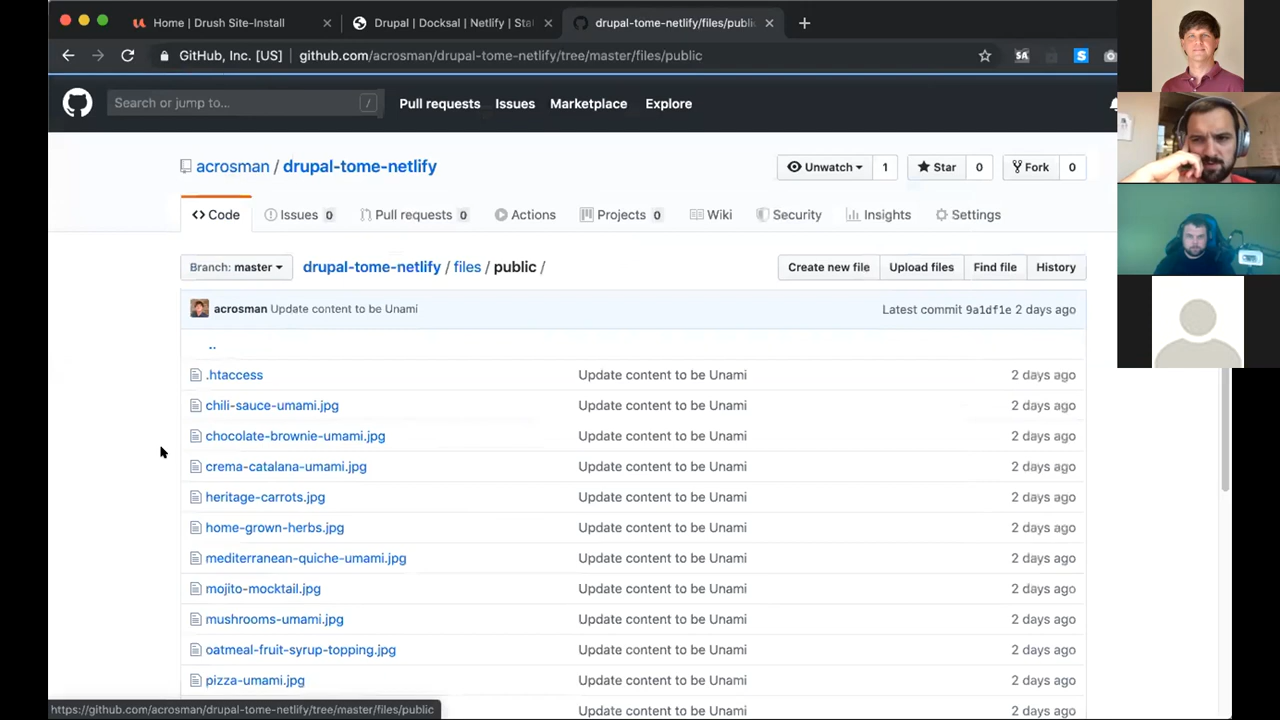 Home | Drush Site-Install
Drupal | Docksal | Netlify | Sta
drupal-tome-netlify/files/publi
GitHub, Inc. [US]
github.com/acrosman/drupal-tome-netlify/tree/master/files/public
SA
S
Search or jump to...
/
Pull requests
Issues
Marketplace
Explore
acrosman / drupal-tome-netlify
Unwatch
1
Star
0
Fork
0
<> Code
Issues 0
Pull requests 0
Actions
Projects 0
Wiki
Security
Insights
Settings
Branch: master
drupal-tome-netlify / files / public /
Create new file
Upload files
Find file
History
acrosman Update content to be Unami
Latest commit 9a1df1e 2 days ago
..
.htaccess Update content to be Unami 2 days ago
chili-sauce-umami.jpg Update content to be Unami 2 days ago
chocolate-brownie-umami.jpg Update content to be Unami 2 days ago
crema-catalana-umami.jpg Update content to be Unami 2 days ago
heritage-carrots.jpg Update content to be Unami 2 days ago
home-grown-herbs.jpg Update content to be Unami 2 days ago
mediterranean-quiche-umami.jpg Update content to be Unami 2 days ago
mojito-mocktail.jpg Update content to be Unami 2 days ago
mushrooms-umami.jpg Update content to be Unami 2 days ago
oatmeal-fruit-syrup-topping.jpg Update content to be Unami 2 days ago
pizza-umami.jpg Update content to be Unami 2 days ago
Update content to be Unami 2 days ago
https://github.com/acrosman/drupal-tome-netlify/tree/master/files/public